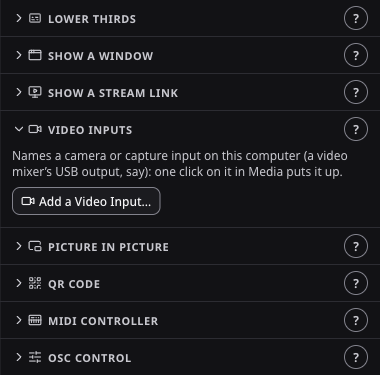 LOWER THIRDS ?
SHOW A WINDOW ?
SHOW A STREAM LINK ?
VIDEO INPUTS ?
Names a camera or capture input on this computer (a video
mixer's USB output, say): one click on it in Media puts it up.
Add a Video Input...
PICTURE IN PICTURE ?
QR CODE ?
MIDI CONTROLLER ?
OSC CONTROL ?